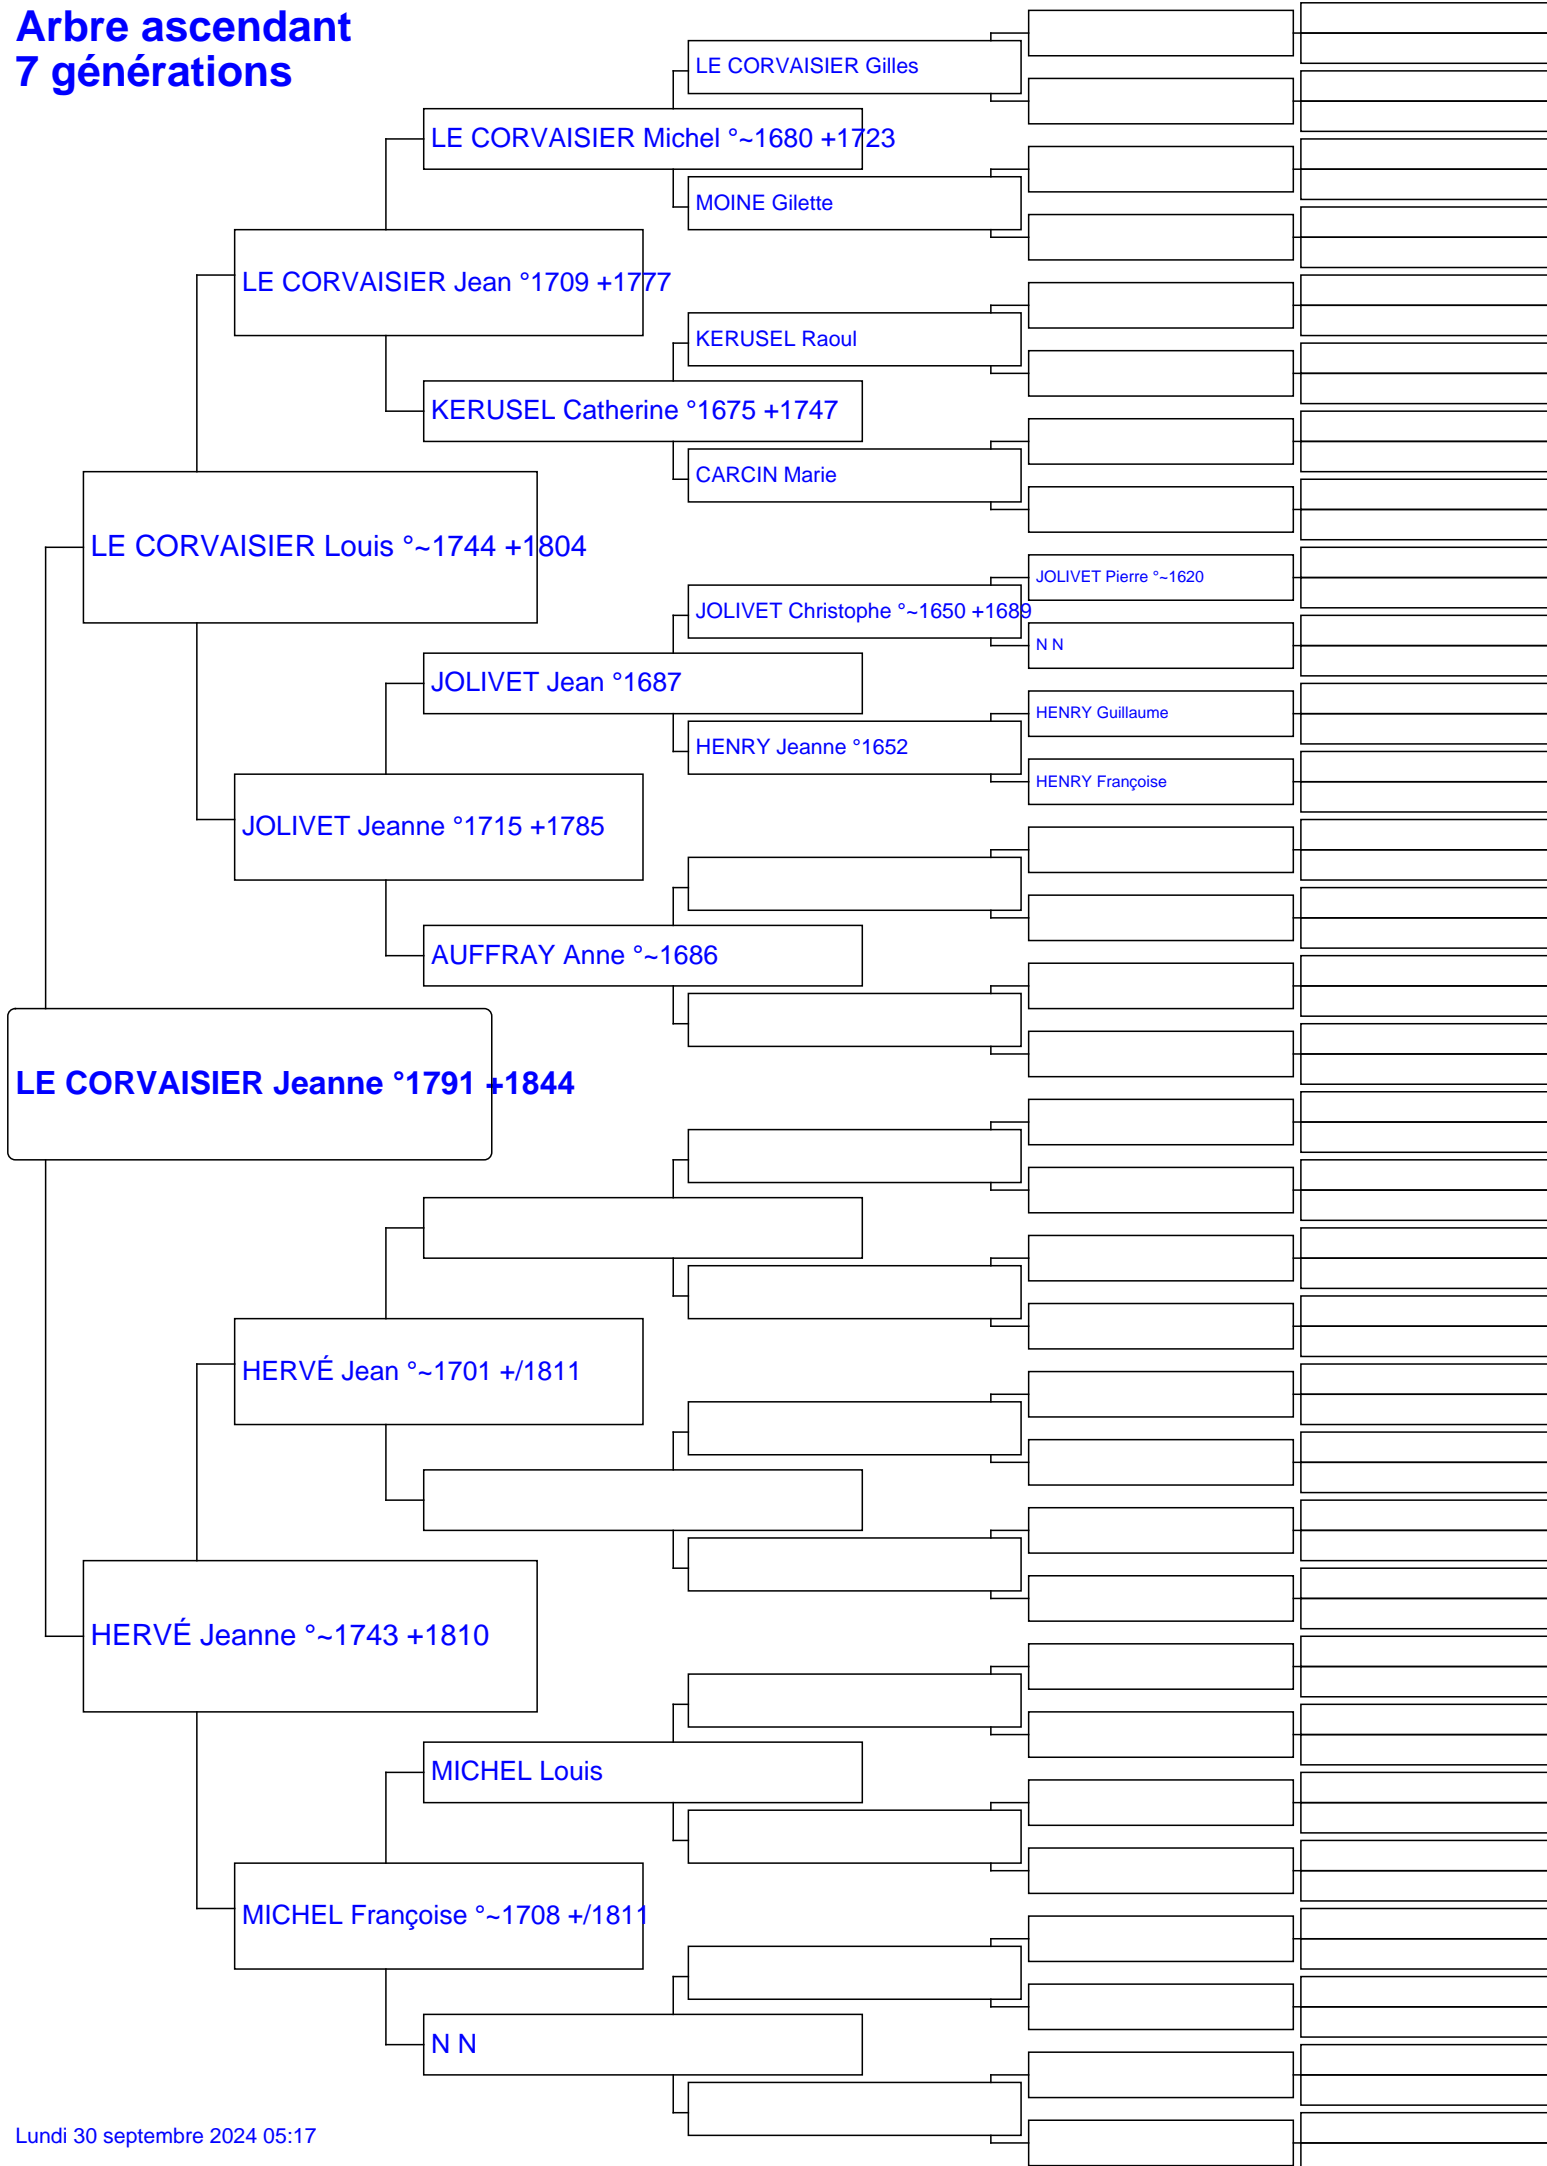 Arbre ascendant
7 générations
LE CORVAISIER Gilles
LE CORVAISIER Michel °~1680 +1723
MOINE Gilette
LE CORVAISIER Jean °1709 +1777
KERUSEL Raoul
KERUSEL Catherine °1675 +1747
CARCIN Marie
LE CORVAISIER Louis °~1744 +1804
JOLIVET Pierre °~1620
JOLIVET Christophe °~1650 +1689
N N
JOLIVET Jean °1687
HENRY Guillaume
HENRY Jeanne °1652
HENRY Françoise
JOLIVET Jeanne °1715 +1785
AUFFRAY Anne °~1686
LE CORVAISIER Jeanne °1791 +1844
HERVÉ Jean °~1701 +/1811
HERVÉ Jeanne °~1743 +1810
MICHEL Louis
MICHEL Françoise °~1708 +/1811
N N
Lundi 30 septembre 2024 05:17